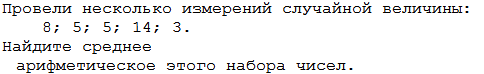 Провели несколько измерений случайной величины:
8; 5; 5; 14; 3.
Найдите среднее
арифметическое этого набора чисел.